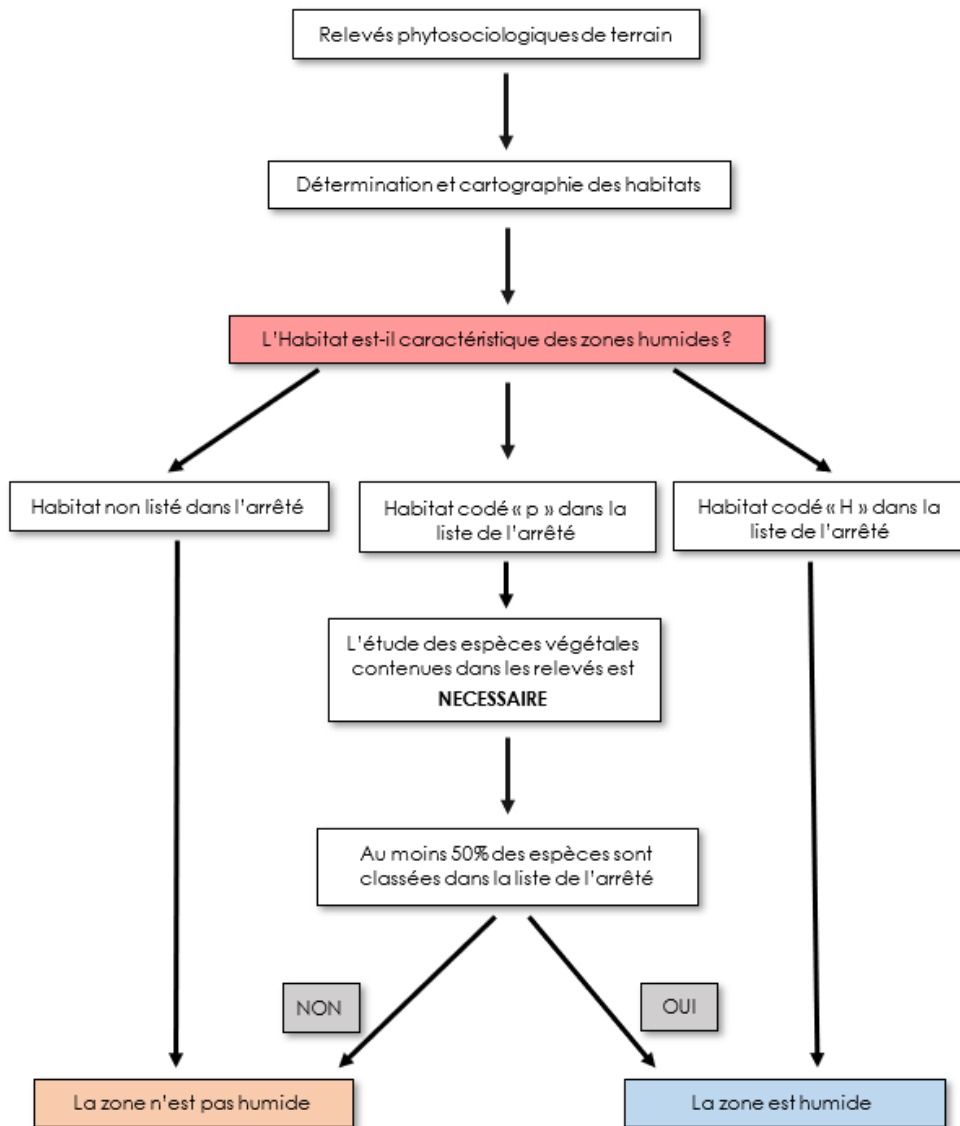 Relevés phytosociologiques de terrain
Détermination et cartographie des habitats
L'Habitat est-il caractéristique des zones humides ?
Habitat non listé dans l'arrêté
Habitat codé « p » dans la
liste de l'arrêté
Habitat codé « H » dans la
liste de l'arrêté
L'étude des espèces végétales
contenues dans les relevés est
NECESSAIRE
Au moins 50% des espèces sont
classées dans la liste de l'arrêté
NON
OUI
La zone n'est pas humide
La zone est humide